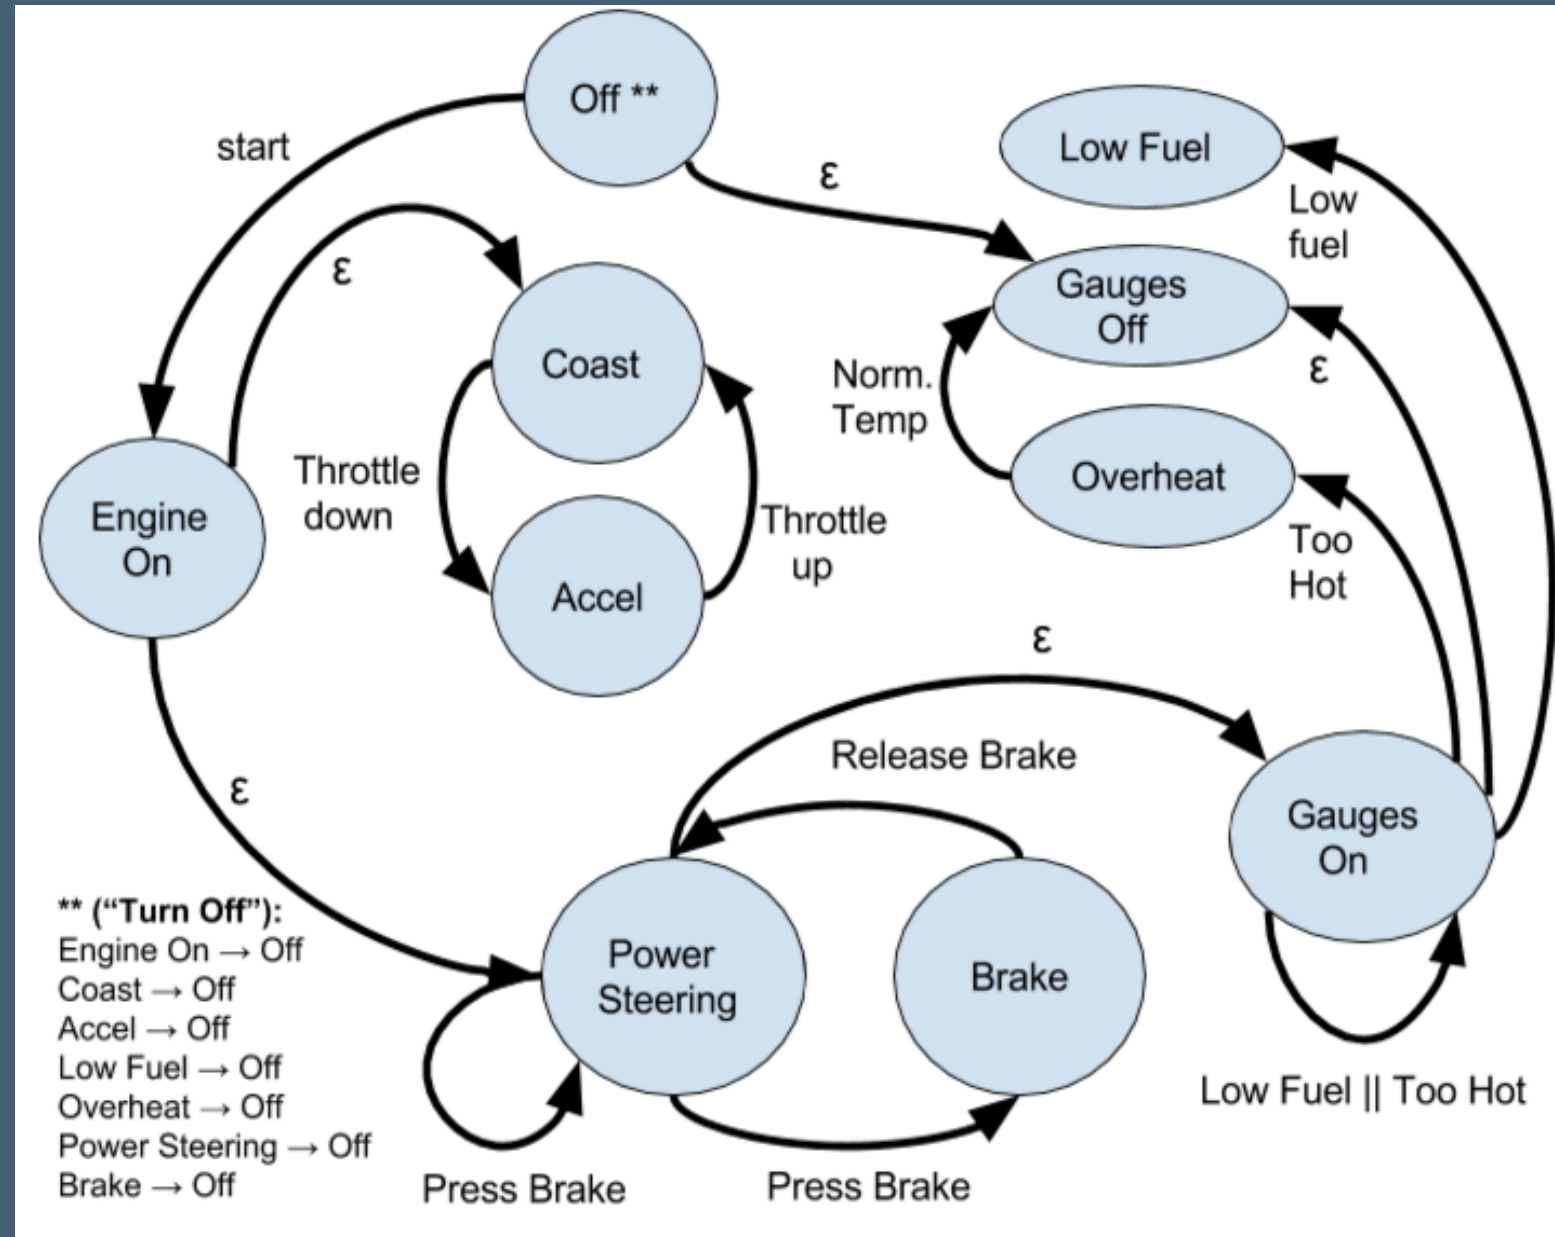 Off **
start
ε
Low Fuel
Low
fuel
ε
Gauges
Off
ε
Coast
Norm.
Temp
Overheat
Throttle
down
Engine
On
Throttle
up
Too
Hot
Accel
ε
Release Brake
ε
Gauges
On
** (“Turn Off”):
Engine On → Off
Coast → Off
Accel → Off
Low Fuel → Off
Overheat → Off
Power Steering → Off
Brake → Off
Power
Steering
Brake
Low Fuel || Too Hot
Press Brake
Press Brake